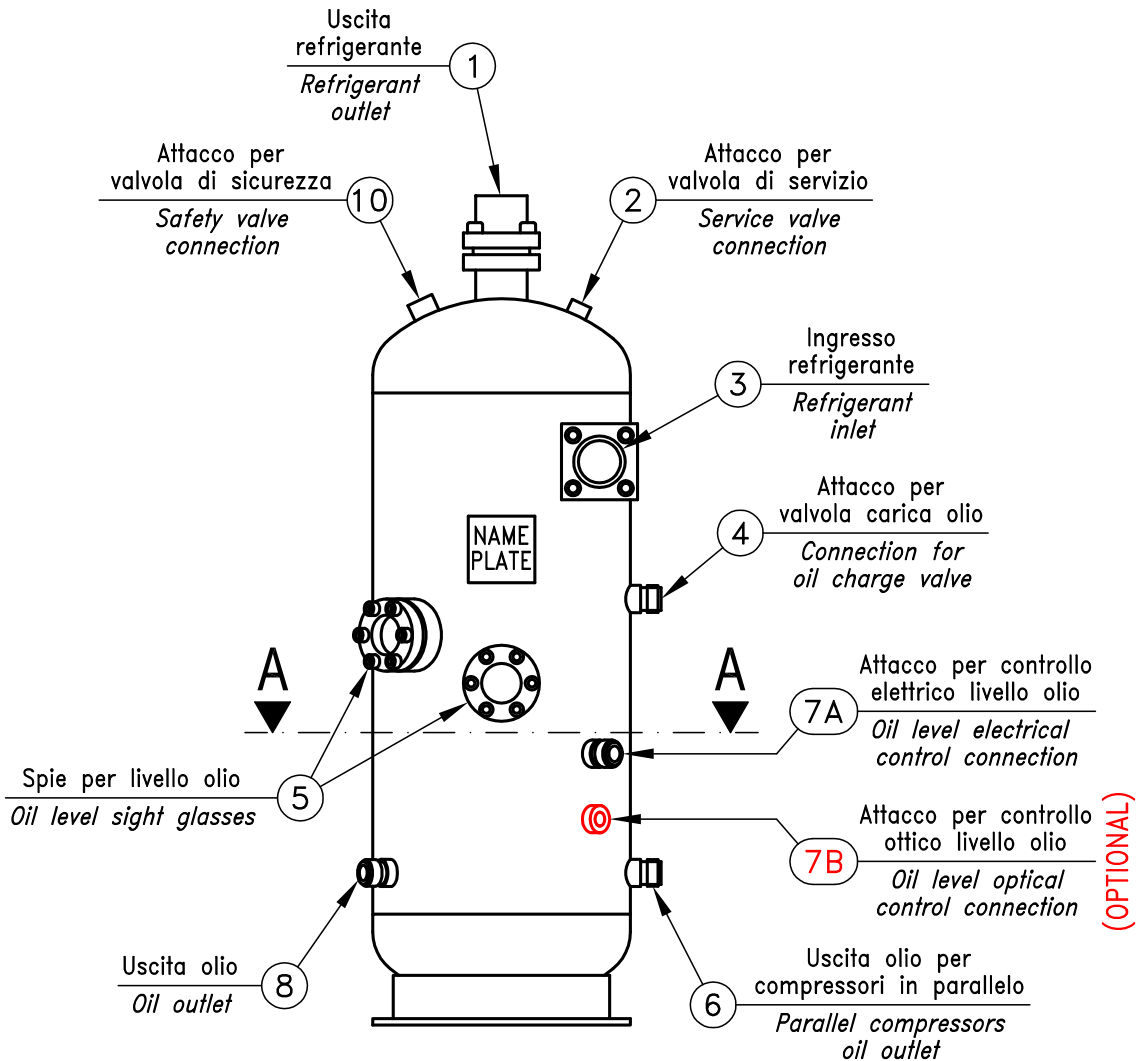 Uscita
refrigerante
1
Refrigerant
outlet
Attacco per
valvola di sicurezza
10
Safety valve
connection
Attacco per
valvola di servizio
2
Service valve
connection
Ingresso
refrigerante
3
Refrigerant
inlet
Attacco per
valvola carica olio
4
Connection for
oil charge valve
NAME
PLATE
A
A
Attacco per controllo
elettrico livello olio
7A
Oil level electrical
control connection
Spie per livello olio
5
Oil level sight glasses
Attacco per controllo
ottico livello olio
7B
Oil level optical
control connection
(OPTIONAL)
Uscita olio
8
Oil outlet
Uscita olio per
compressori in parallelo
6
Parallel compressors
oil outlet